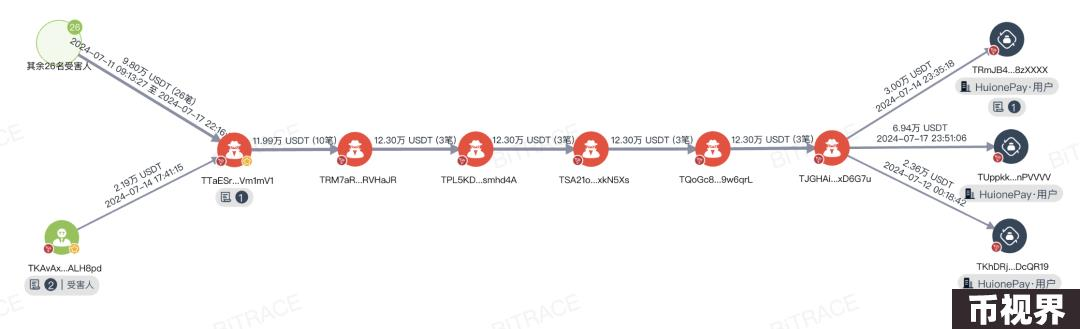 26
其余26名受害人
9.80万 USDT (26笔)
2024-07-11 09:13:27 至 2024-07-17 22:16
2.19万 USDT
2024-07-14 17:41:15
TKAvAx...ALH8pd
2 | 受害人
TTaESr...Vm1mV1
1
11.99万 USDT (10笔)
TRM7aR...RVHaJR
12.30万 USDT (3笔)
TPL5KD...smhd4A
12.30万 USDT (3笔)
TSA21o...xkN5Xs
12.30万 USDT (3笔)
TQoGc8...9w6qrL
12.30万 USDT (3笔)
TJGHAi...xD6G7u
3.00万 USDT
2024-07-14 23:35:18
TRmJB4...8zXXXX
HuionePay·用户
1
6.94万 USDT
2024-07-17 23:51:06
TUppkk...nPVVVV
HuionePay·用户
2.36万 USDT
2024-07-12 00:18:42
TKhDRj...DcQR19
HuionePay·用户
BITRACE
BITRACE
BITRACE
BITRACE
币视界